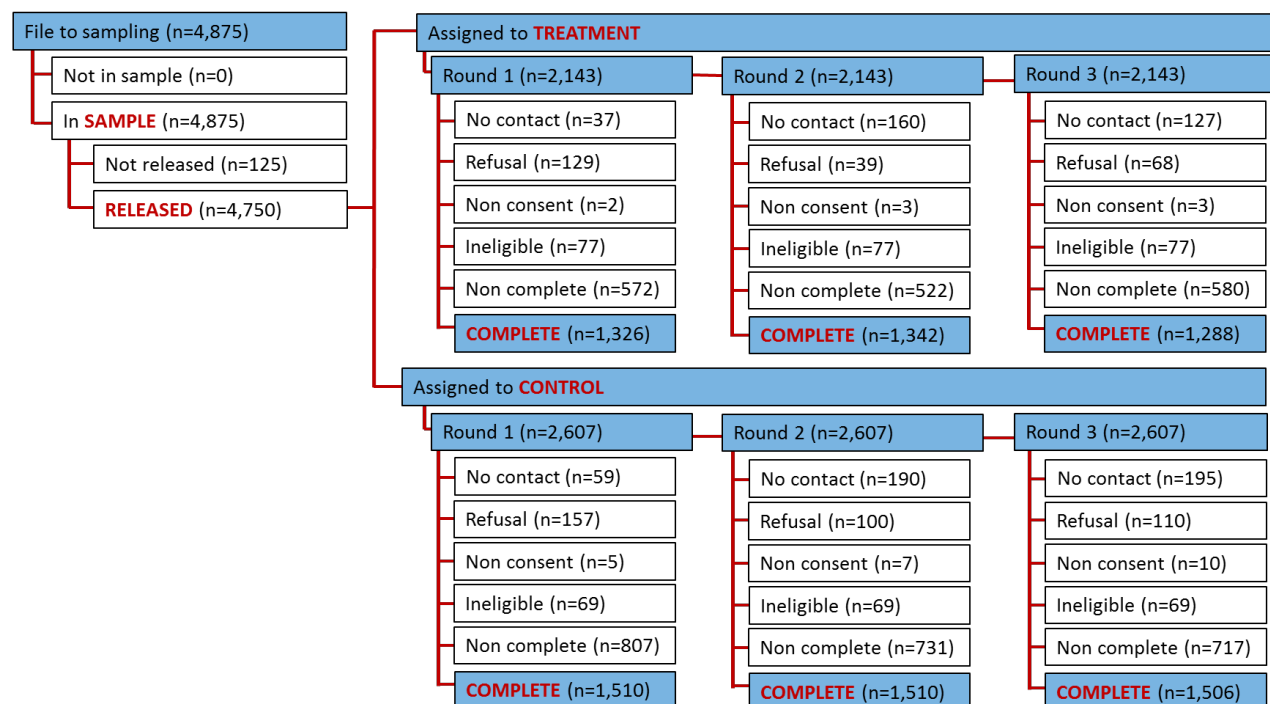 File to sampling (n=4,875)
Not in sample (n=0)
In SAMPLE (n=4,875)
Not released (n=125)
RELEASED (n=4,750)
Assigned to TREATMENT
Round 1 (n=2,143)
No contact (n=37)
Refusal (n=129)
Non consent (n=2)
Ineligible (n=77)
Non complete (n=572)
COMPLETE (n=1,326)
Round 2 (n=2,143)
No contact (n=160)
Refusal (n=39)
Non consent (n=3)
Ineligible (n=77)
Non complete (n=522)
COMPLETE (n=1,342)
Round 3 (n=2,143)
No contact (n=127)
Refusal (n=68)
Non consent (n=3)
Ineligible (n=77)
Non complete (n=580)
COMPLETE (n=1,288)
Assigned to CONTROL
Round 1 (n=2,607)
No contact (n=59)
Refusal (n=157)
Non consent (n=5)
Ineligible (n=69)
Non complete (n=807)
COMPLETE (n=1,510)
Round 2 (n=2,607)
No contact (n=190)
Refusal (n=100)
Non consent (n=7)
Ineligible (n=69)
Non complete (n=731)
COMPLETE (n=1,510)
Round 3 (n=2,607)
No contact (n=195)
Refusal (n=110)
Non consent (n=10)
Ineligible (n=69)
Non complete (n=717)
COMPLETE (n=1,506)